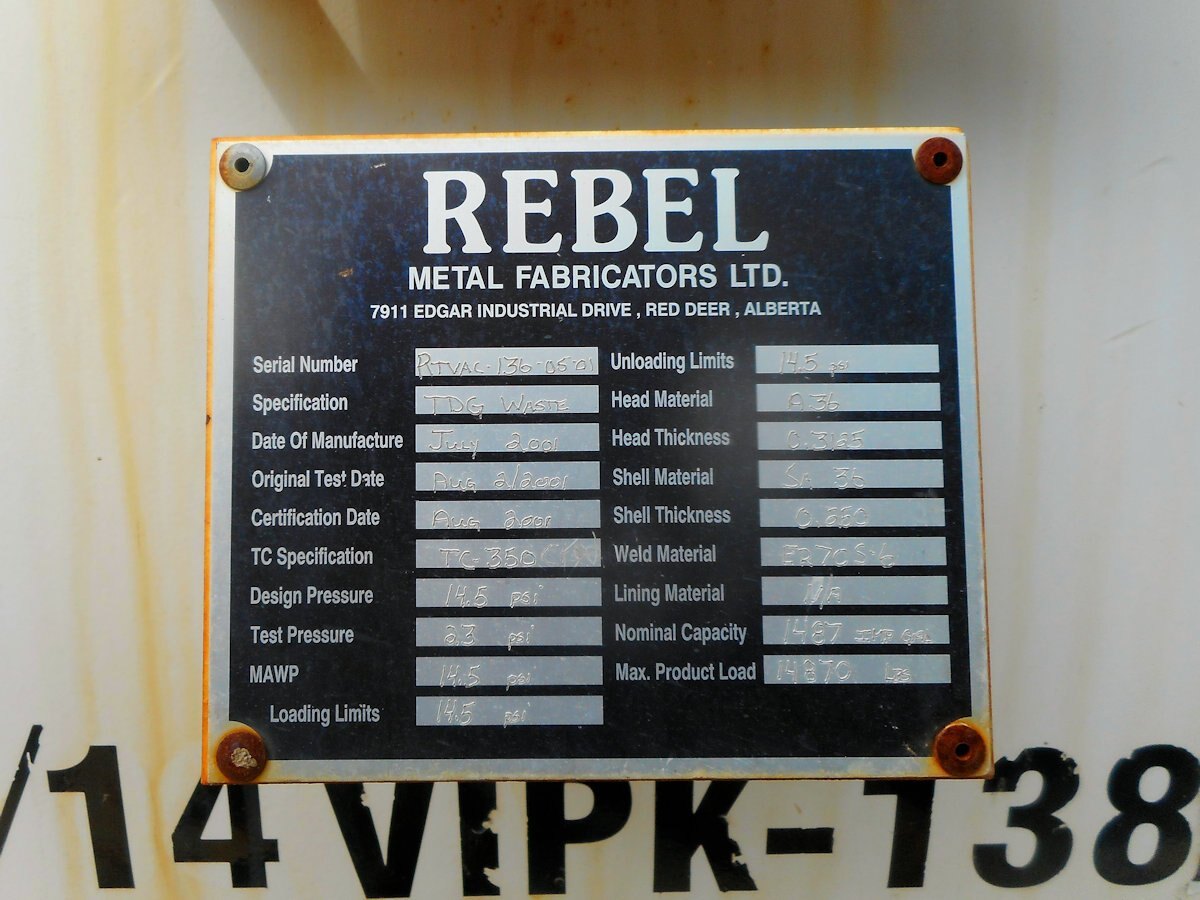 REBEL
METAL FABRICATORS LTD.
7911 EDGAR INDUSTRIAL DRIVE , RED DEER , ALBERTA
Serial Number RTVAC-136-05-01
Specification TDG WASTE
Date Of Manufacture July 2001
Original Test Date Aug 2/2001
Certification Date Aug 2001
TC Specification TC-350
Design Pressure 14.5 psi
Test Pressure 23 psi
MAWP 14.5 psi
Loading Limits 14.5 psi
Unloading Limits 14.5 psi
Head Material A 36
Head Thickness 0.3125
Shell Material SA 36
Shell Thickness 0.250
Weld Material ER70S-6
Lining Material N/A
Nominal Capacity 1487 IMP GAL
Max. Product Load 14870 LBS
/14 VIPK-138